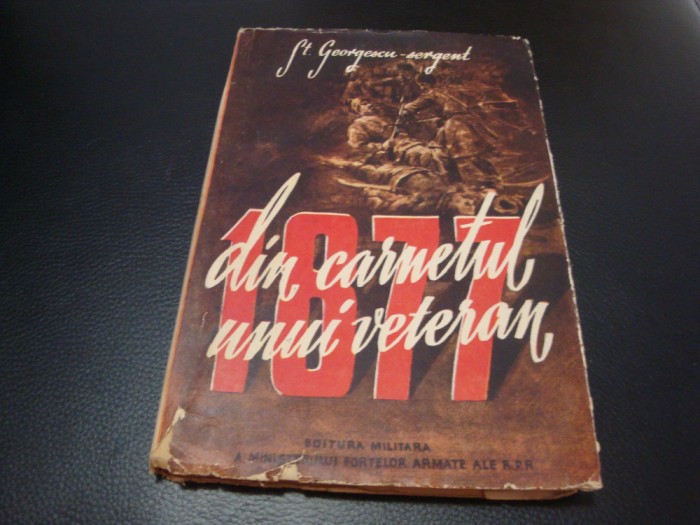 St. Georgescu-sergent
1877
din carnetul
unui veteran
EDITURA MILITARA
A MINISTERULUI FORTELOR ARMATE ALE R.P.R